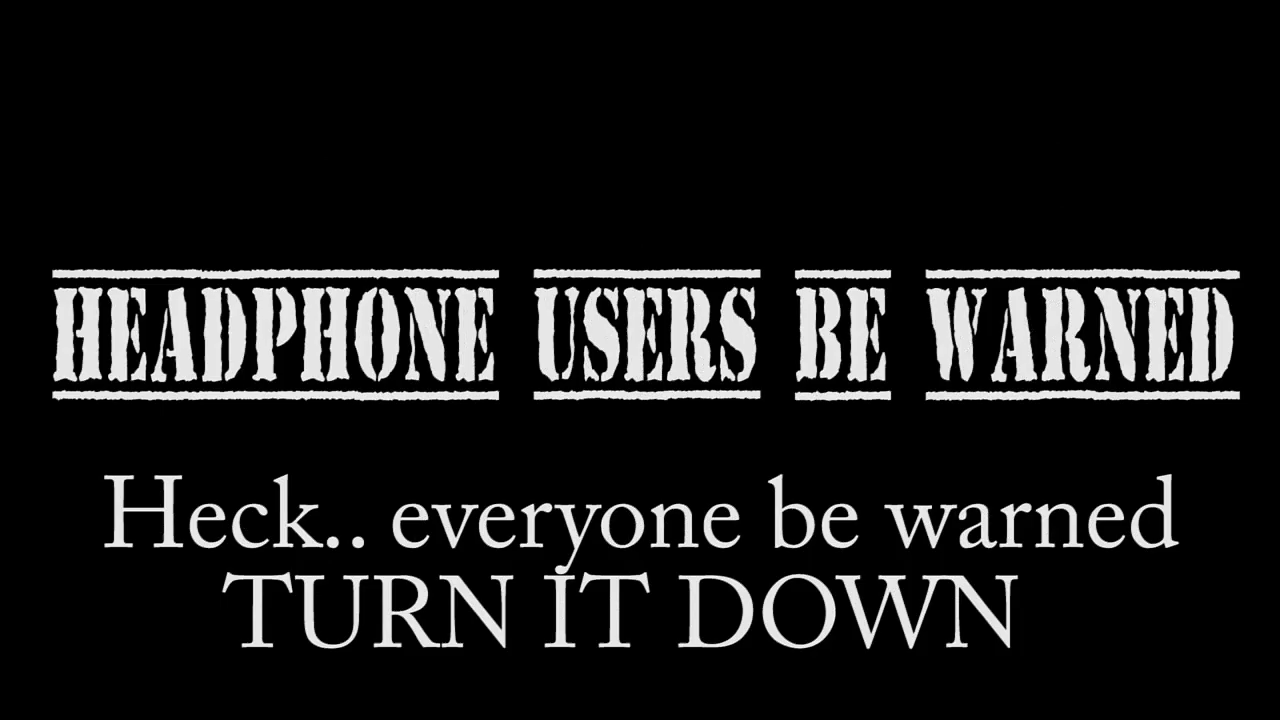 HEADPHONE USERS BE WARNED
Heck.. everyone be warned
TURN IT DOWN